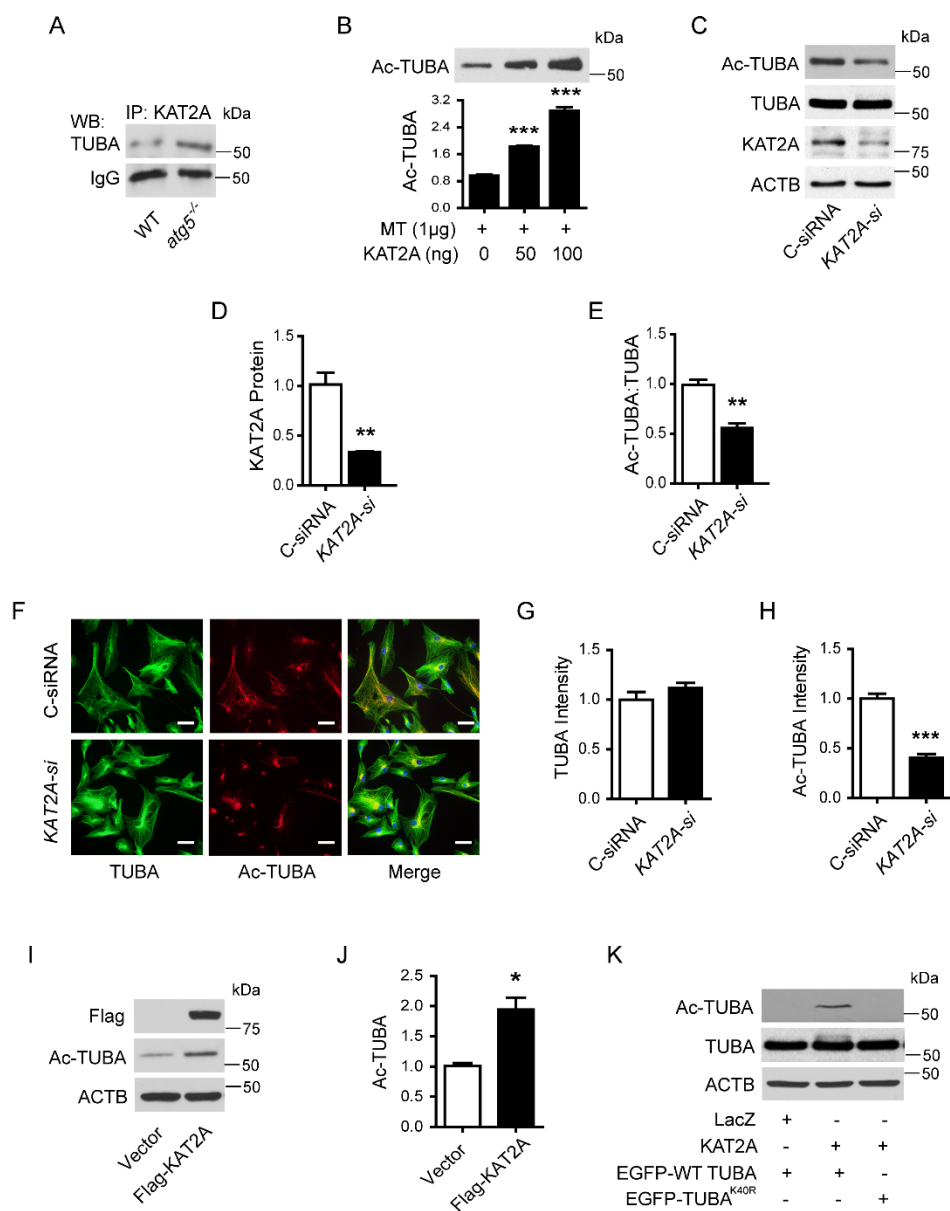 A
IP: KAT2A kDa
WB:
TUBA
50
IgG
50
WT
atg5-/-
B
kDa
Ac-TUBA
50
***
***
3.2
2.4
1.6
0.8
0.0
Ac-TUBA
MT (1µg) + + +
KAT2A (ng) 0 50 100
C
kDa
Ac-TUBA
50
TUBA
KAT2A
75
50
ACTB
C-siRNA
KAT2A-si
D
1.5
1.0
0.5
0.0
KAT2A Protein
**
C-siRNA
KAT2A-si
E
1.5
1.0
0.5
0.0
Ac-TUBA:TUBA
**
C-siRNA
KAT2A-si
F
C-siRNA
KAT2A-si
TUBA Ac-TUBA Merge
G
1.5
1.0
0.5
0.0
TUBA Intensity
C-siRNA
KAT2A-si
H
1.5
1.0
0.5
0.0
Ac-TUBA Intensity
***
C-siRNA
KAT2A-si
I
kDa
Flag
75
Ac-TUBA
50
50
ACTB
Vector
Flag-KAT2A
J
2.5
2.0
1.5
1.0
0.5
0.0
Ac-TUBA
*
Vector
Flag-KAT2A
K
kDa
Ac-TUBA
50
TUBA
50
50
ACTB
LacZ + - -
KAT2A - + +
EGFP-WT TUBA + + -
EGFP-TUBA K40R - - +